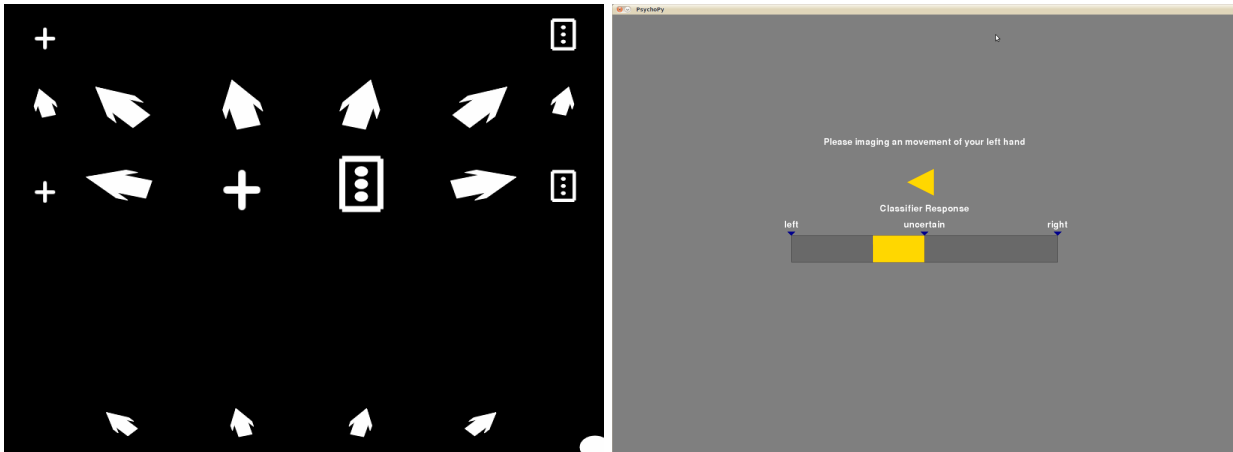 PsychoPy
Please imaging an movement of your left hand
Classifier Response
left uncertain right